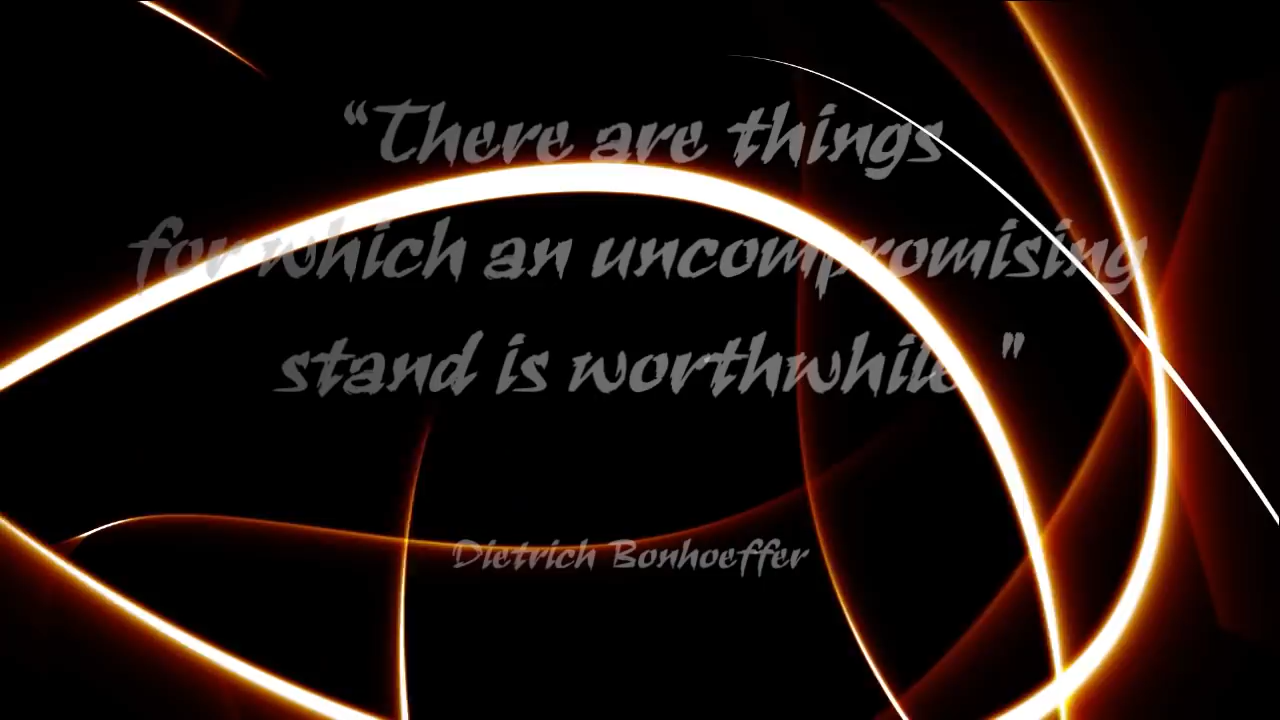 “There are things
for which an uncompromising
stand is worthwhile."
Dietrich Bonhoeffer